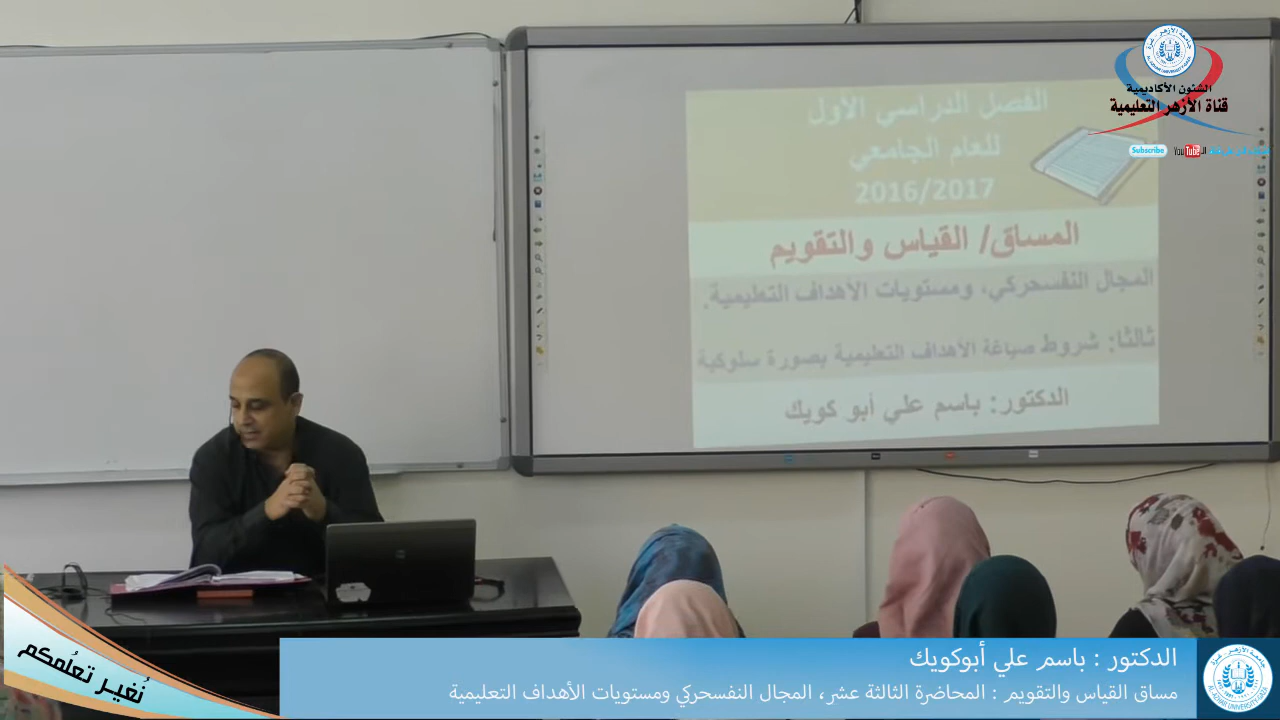 الفصل الدراسي الأول
للعام الجامعي
2016/2017
المساق/ القياس والتقويم
المجال النفسحركي، ومستويات الأهداف التعليمية.
ثالثا: شروط صياغة الأهداف التعليمية بصورة سلوكية
الدكتور: باسم علي أبو كويك
الشئون الأكاديمية
قناة الأزهر التعليمية
Subscribe
YouTube
نُغير تعلُمكم
الدكتور : باسم علي أبوكويك
مساق القياس والتقويم : المحاضرة الثالثة عشر، المجال النفسحركي ومستويات الأهداف التعليمية